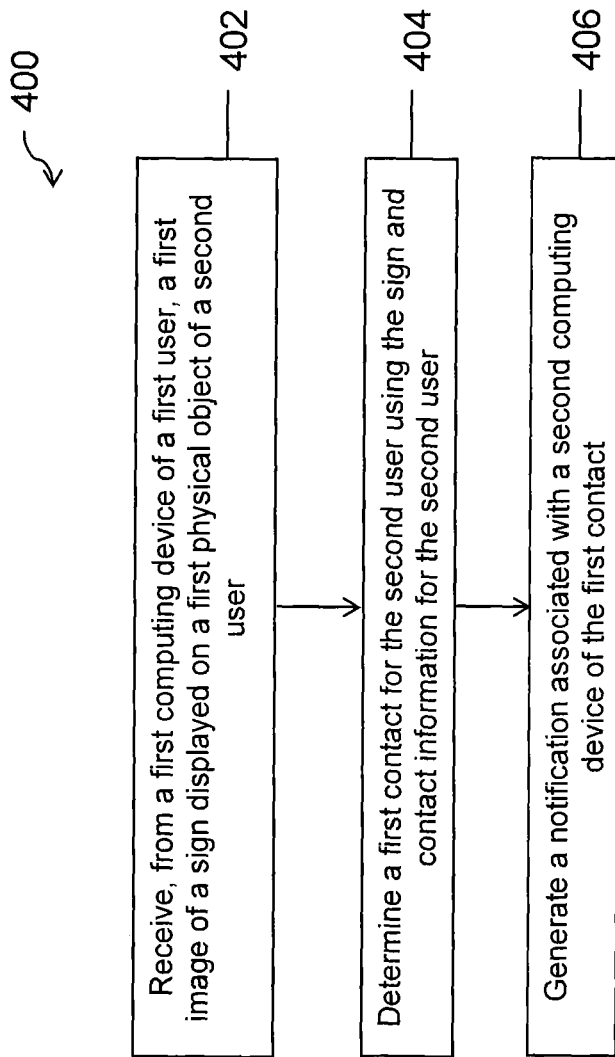 400
Receive, from a first computing device of a first user, a first
image of a sign displayed on a first physical object of a second
user
402
Determine a first contact for the second user using the sign and
contact information for the second user
404
Generate a notification associated with a second computing
device of the first contact
406